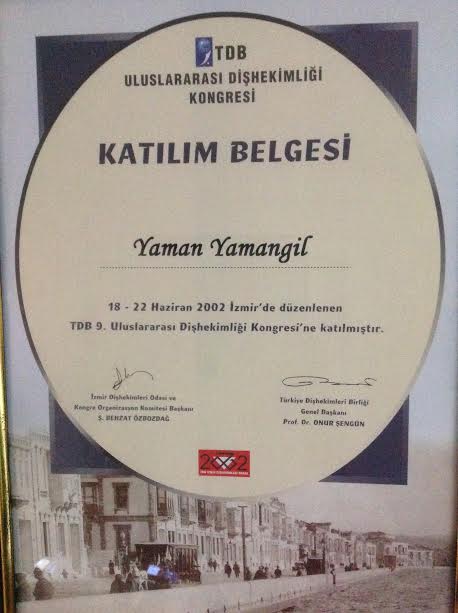 TDB
ULUSLARARASI DİŞHEKİMLİĞİ
KONGRESİ
KATILIM BELGESİ
Yaman Yamangil
18 - 22 Haziran 2002 İzmir'de düzenlenen
TDB 9. Uluslararası Dişhekimliği Kongresi'ne katılmıştır.
İzmir Dişhekimleri Odası ve
Kongre Organizasyon Komitesi Başkanı
Ş. BEHZAT ÖZBOZDAĞ
Türkiye Dişhekimleri Birliği
Genel Başkanı
Prof. Dr. ONUR ŞENGÜN